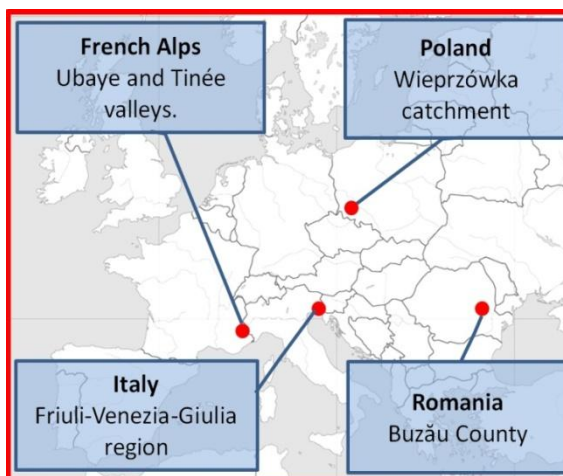 French Alps
Ubaye and Tinée
valleys.
Poland
Wieprzówka
catchment
Italy
Friuli-Venezia-Giulia
region
Romania
Buzău County